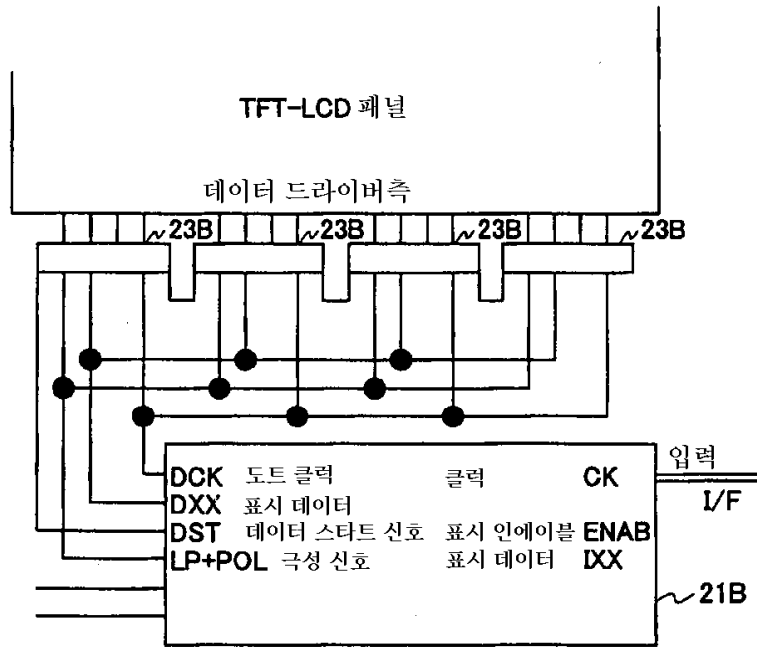 TFT-LCD 패널
데이터 드라이버측
23B 23B 23B 23B
입력
DCK 도트 클럭 클럭 CK
I/F
DXX 표시 데이터
DST 데이터 스타트 신호 표시 인에이블 ENAB
LP+POL 극성 신호 표시 데이터 IXX
21B